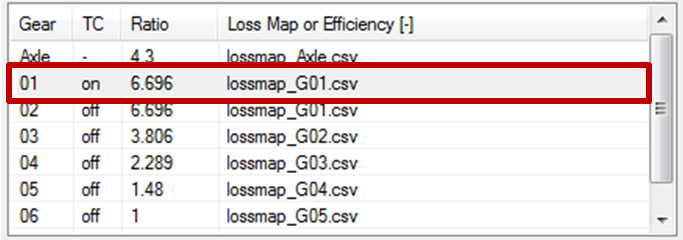 Gear TC Ratio Loss Map or Efficiency [-]
Axle - 4.3 lossmap_Axle.csv
01 on 6.696 lossmap_G01.csv
02 off 6.696 lossmap_G01.csv
03 off 3.806 lossmap_G02.csv
04 off 2.289 lossmap_G03.csv
05 off 1.48 lossmap_G04.csv
06 off 1 lossmap_G05.csv